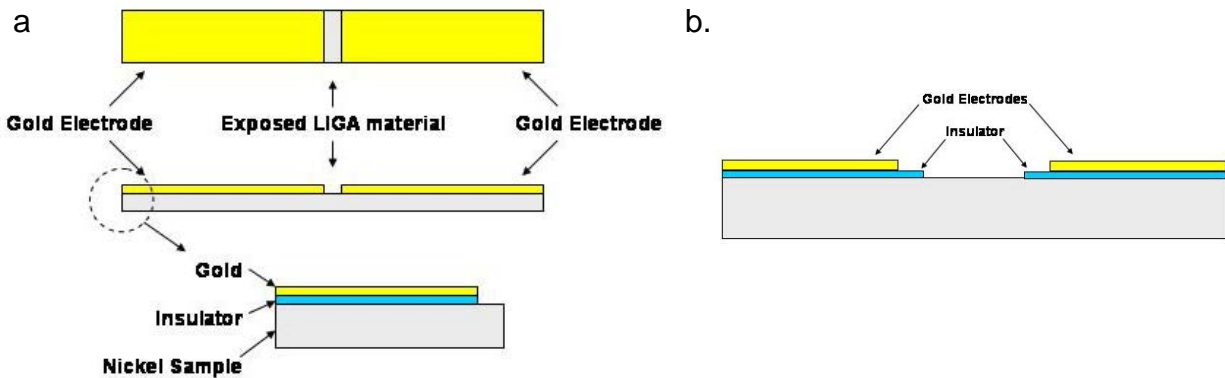 a
Gold Electrode
Exposed LIGA material
Gold Electrode
Gold
Insulator
Nickel Sample
b.
Gold Electrodes
Insulator